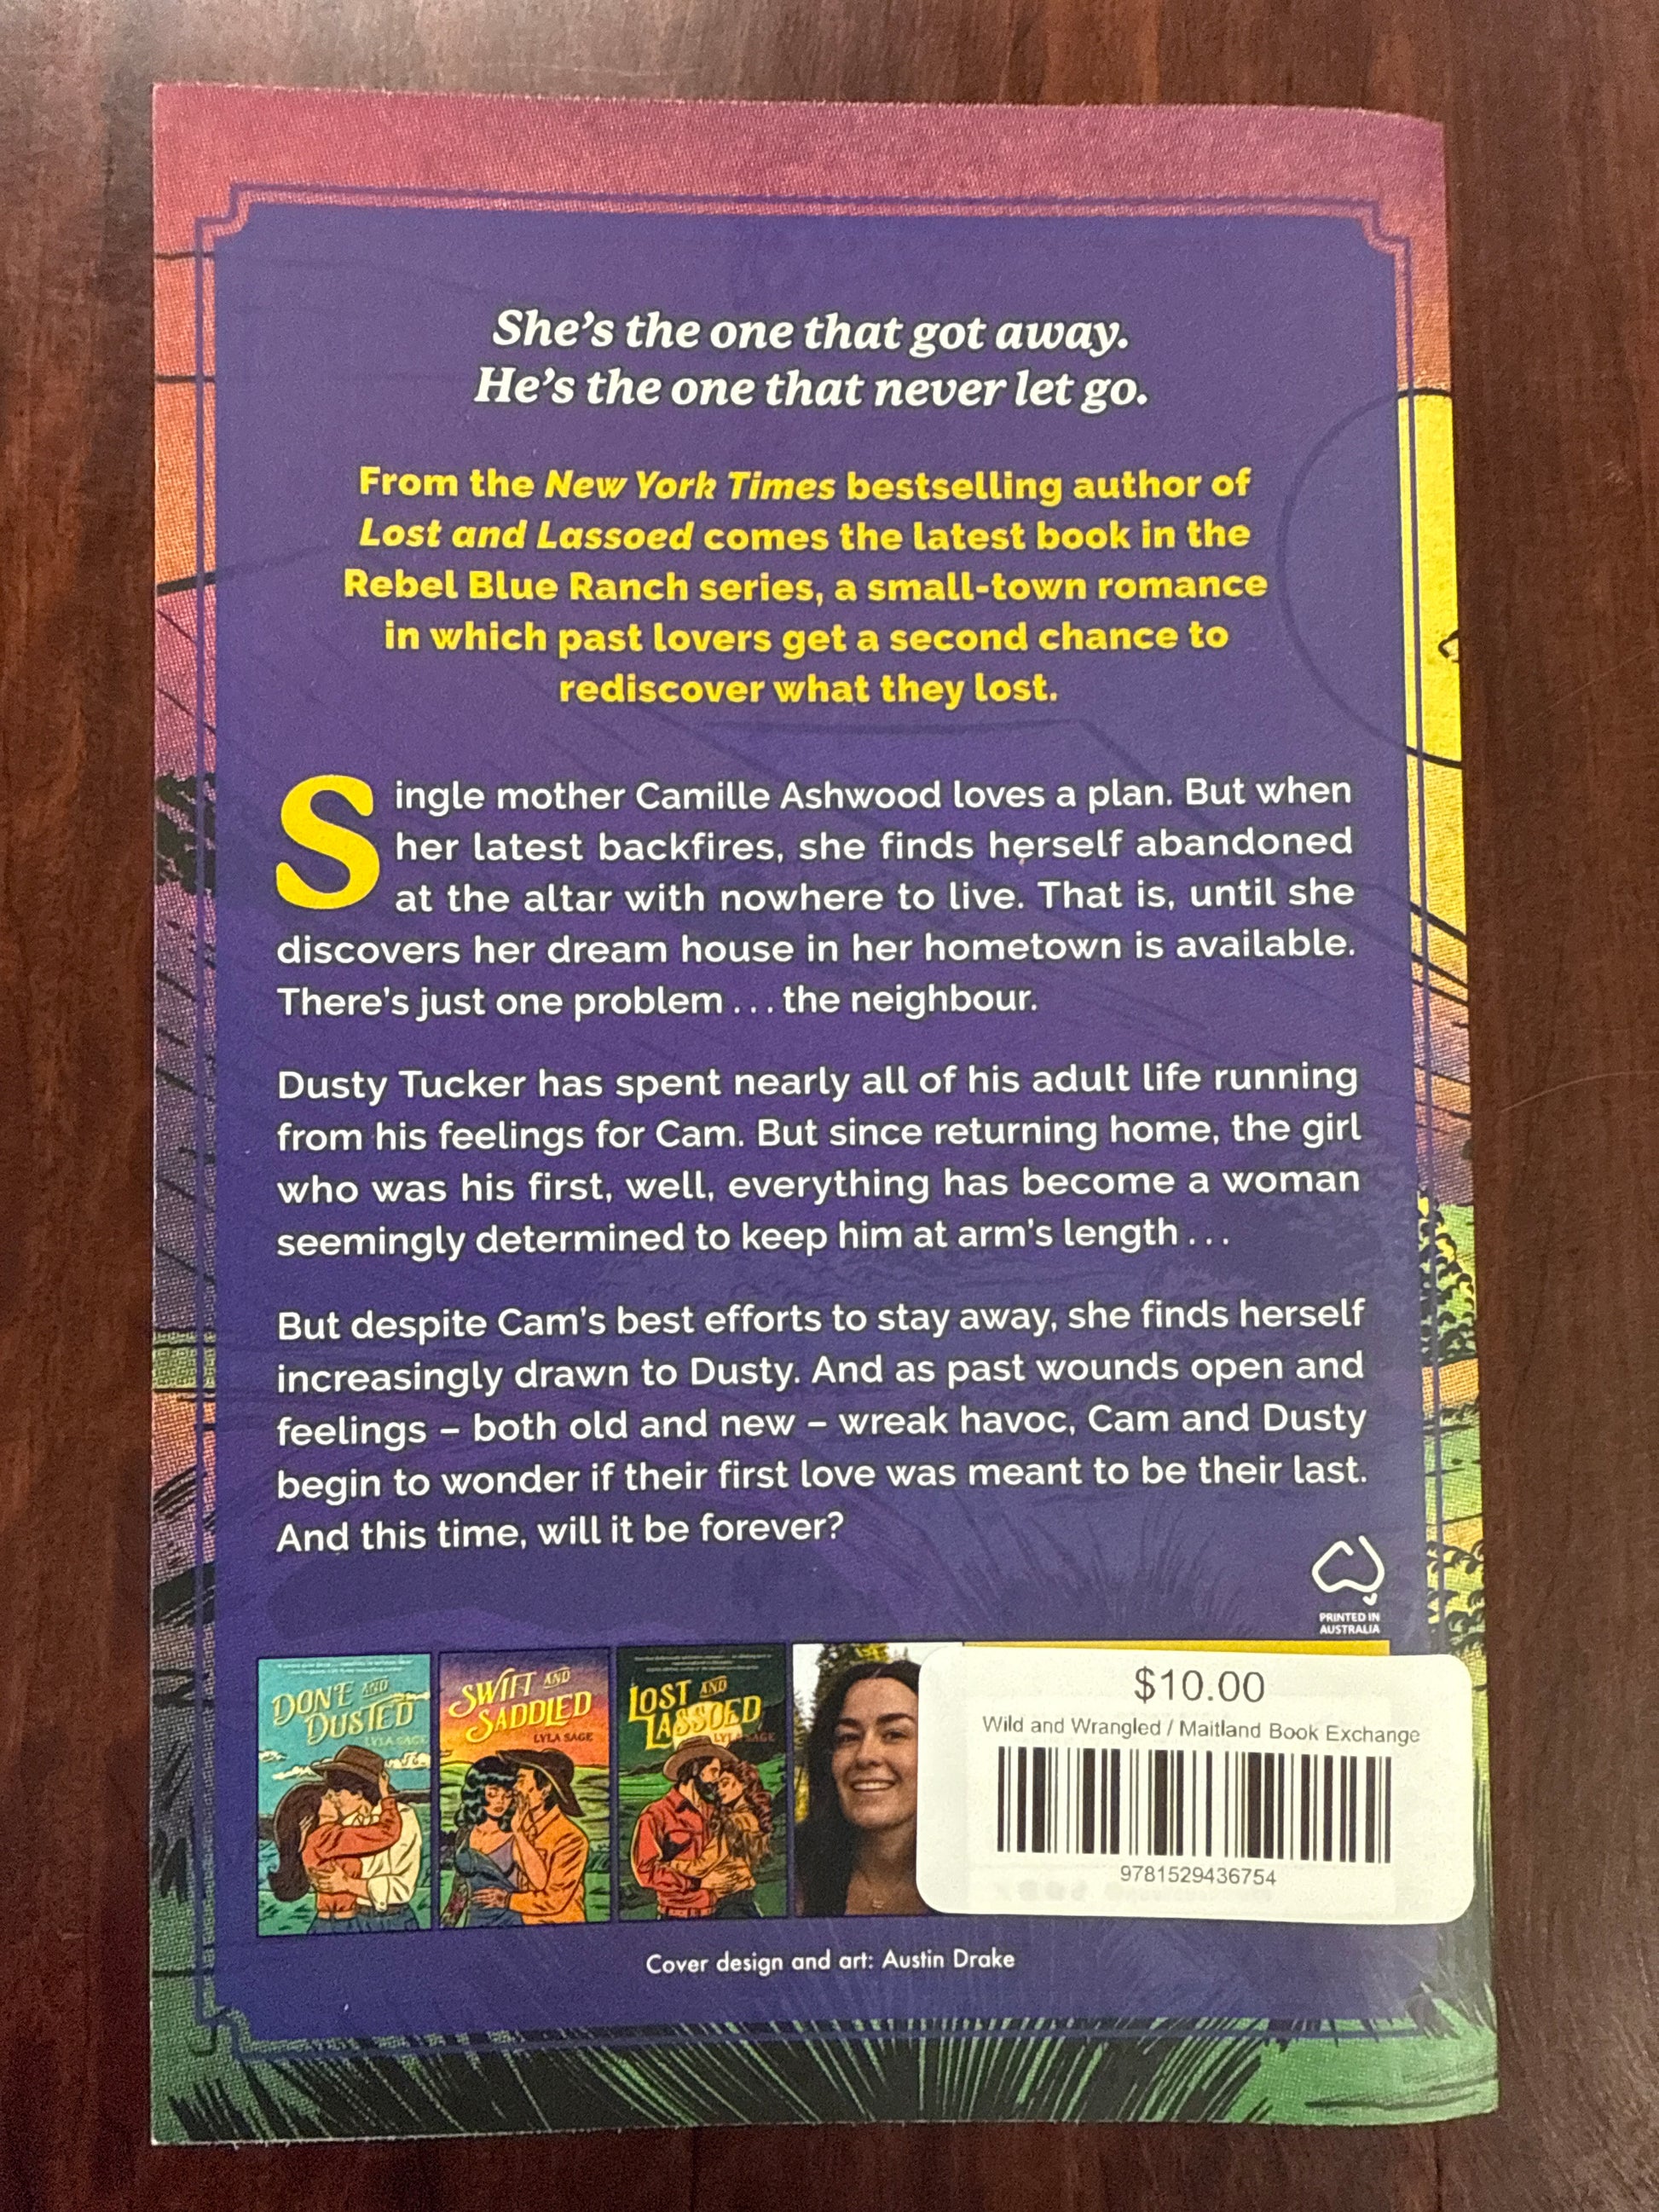 She's the one that got away.
He's the one that never let go.
From the New York Times bestselling author of
Lost and Lassoed comes the latest book in the
Rebel Blue Ranch series, a small-town romance
in which past lovers get a second chance to
rediscover what they lost.
Single mother Camille Ashwood loves a plan. But when
her latest backfires, she finds herself abandoned
at the altar with nowhere to live. That is, until she
discovers her dream house in her hometown is available.
There's just one problem . . . the neighbour.
Dusty Tucker has spent nearly all of his adult life running
from his feelings for Cam. But since returning home, the girl
who was his first, well, everything has become a woman
seemingly determined to keep him at arm's length . . .
But despite Cam's best efforts to stay away, she finds herself
increasingly drawn to Dusty. And as past wounds open and
feelings – both old and new – wreak havoc, Cam and Dusty
begin to wonder if their first love was meant to be their last.
And this time, will it be forever?
PRINTED IN
AUSTRALIA
DONE AND
DUSTED
LYLA SAGE
SWIFT AND
SADDLED
LYLA SAGE
LOST AND
LASSOED
LYLA SAGE
$10.00
Wild and Wrangled / Maitland Book Exchange
9781529436754
Cover design and art: Austin Drake